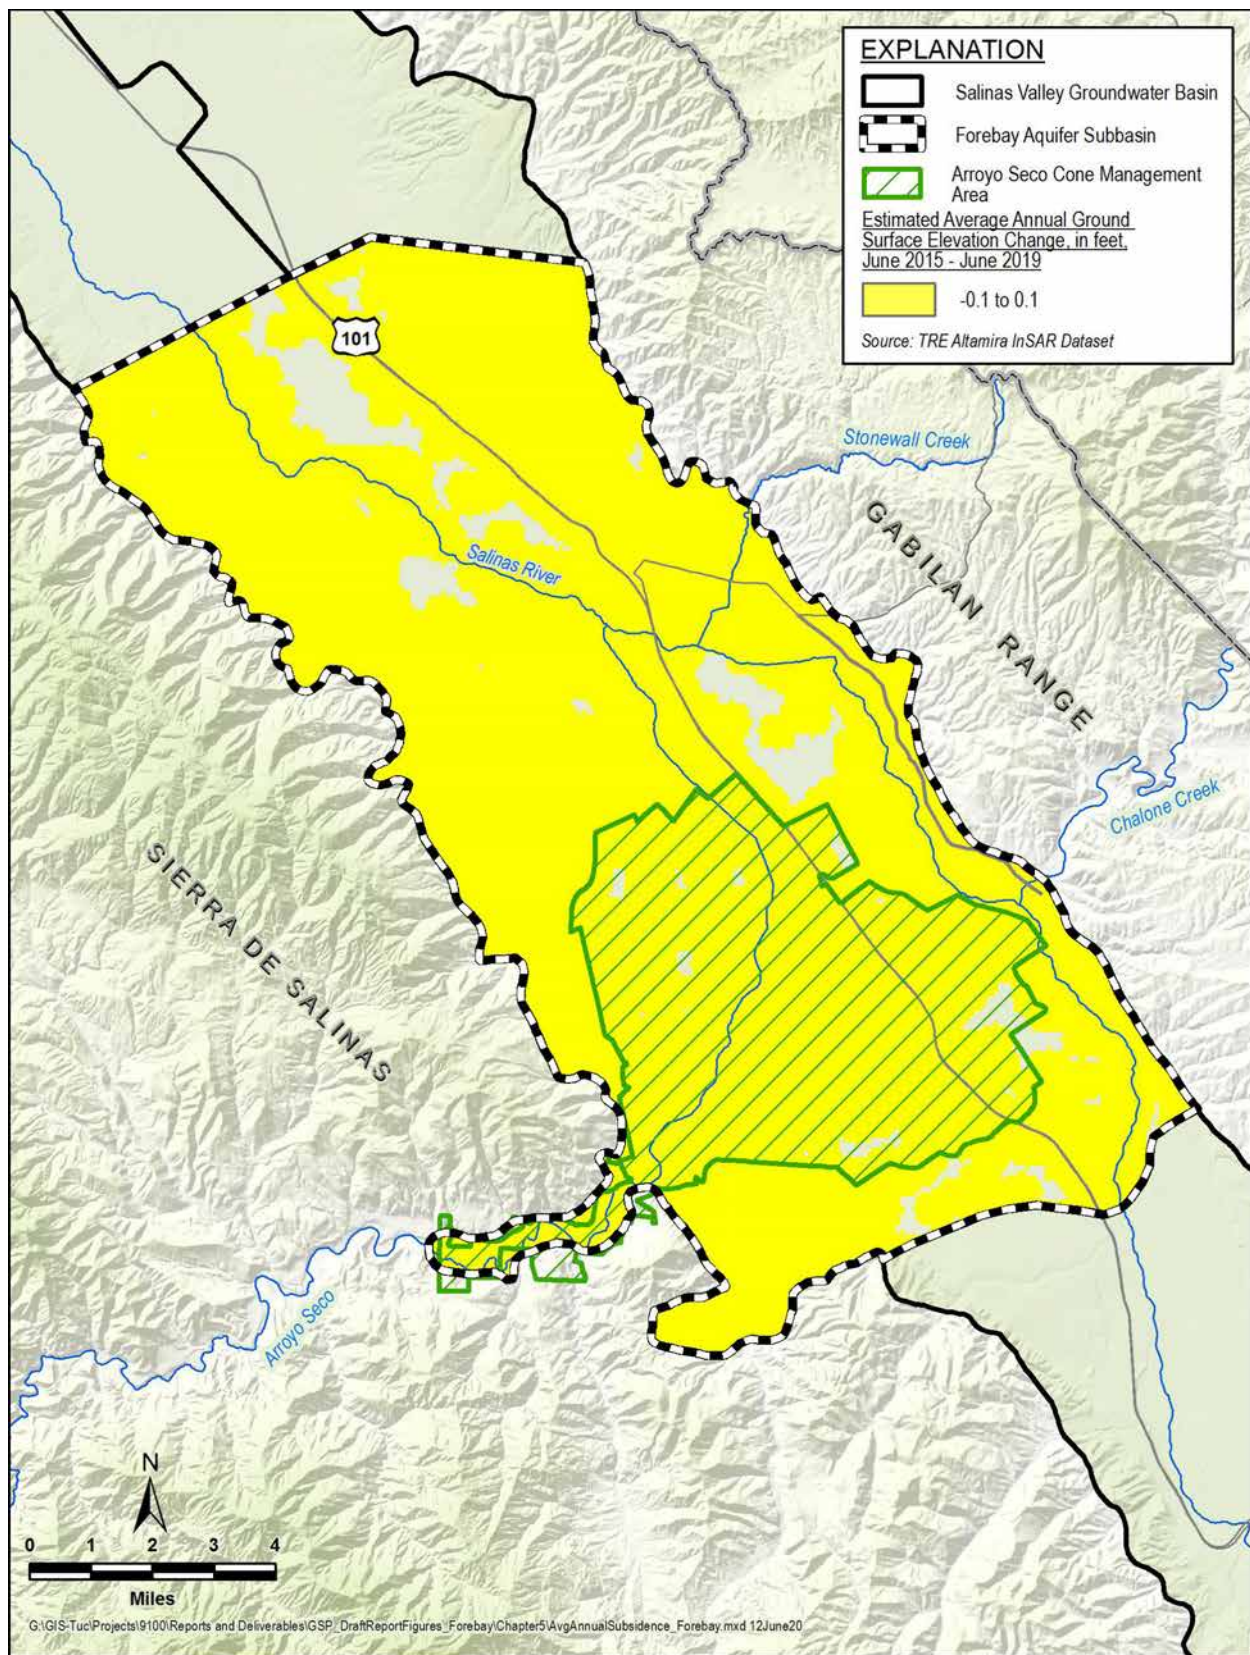 EXPLANATION
Salinas Valley Groundwater Basin
Forebay Aquifer Subbasin
Arroyo Seco Cone Management
Area
Estimated Average Annual Ground
Surface Elevation Change, in feet,
June 2015 - June 2019
-0.1 to 0.1
Source: TRE Altamira InSAR Dataset
101
Stonewall Creek
GABILAN RANGE
Salinas River
Chalone Creek
SIERRA DE SALINAS
Arroyo Seco
N
0 1 2 3 4
Miles
G:\GIS-Tuc\Projects\9100\Reports and Deliverables\GSP_DraftReportFigures_Forebay\Chapter5\AvgAnnualSubsidence_Forebay.mxd 12June20